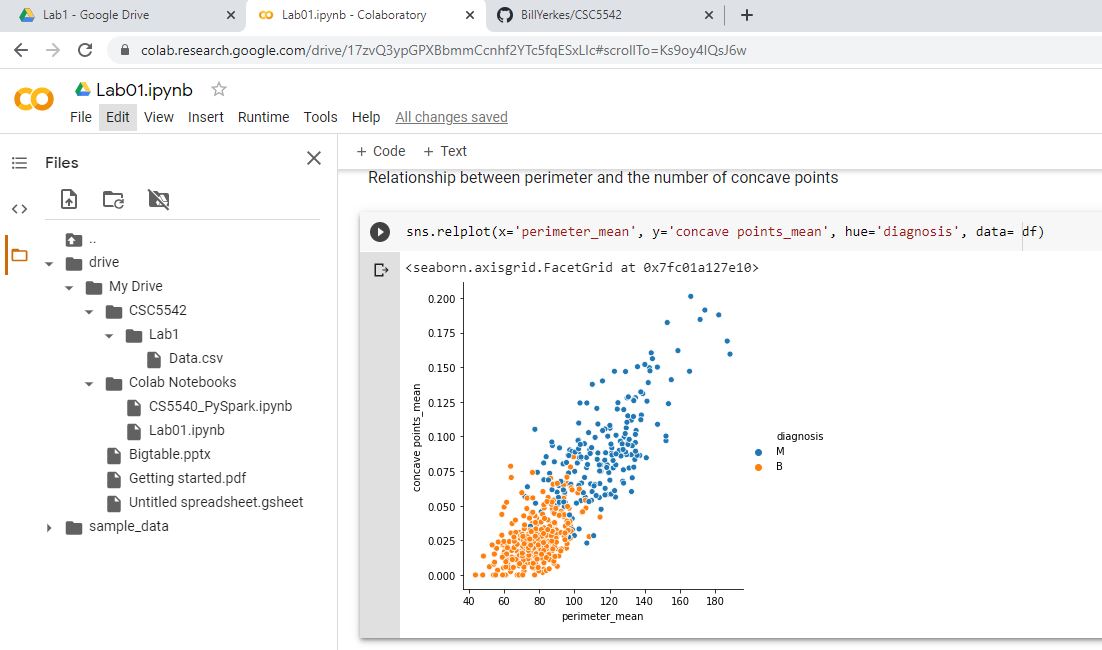 Lab1 - Google Drive
Lab01.ipynb - Colaboratory
BillYerkes/CSC5542
colab.research.google.com/drive/17zvQ3ypGPXBbmmCcnhf2YTc5fqESxLIc#scrollTo=Ks9oy4lQsJ6w
Lab01.ipynb
File Edit View Insert Runtime Tools Help All changes saved
Files
+ Code + Text
Relationship between perimeter and the number of concave points
..
drive
My Drive
CSC5542
Lab1
Data.csv
Colab Notebooks
CS5540_PySpark.ipynb
Lab01.ipynb
Bigtable.pptx
Getting started.pdf
Untitled spreadsheet.gsheet
sample_data
sns.relplot(x='perimeter_mean', y='concave points_mean', hue='diagnosis', data= df)
<seaborn.axisgrid.FacetGrid at 0x7fc01a127e10>
0.200
0.175
0.150
0.125
0.100
0.075
0.050
0.025
0.000
concave points_mean
40 60 80 100 120 140 160 180
perimeter_mean
diagnosis
M
B